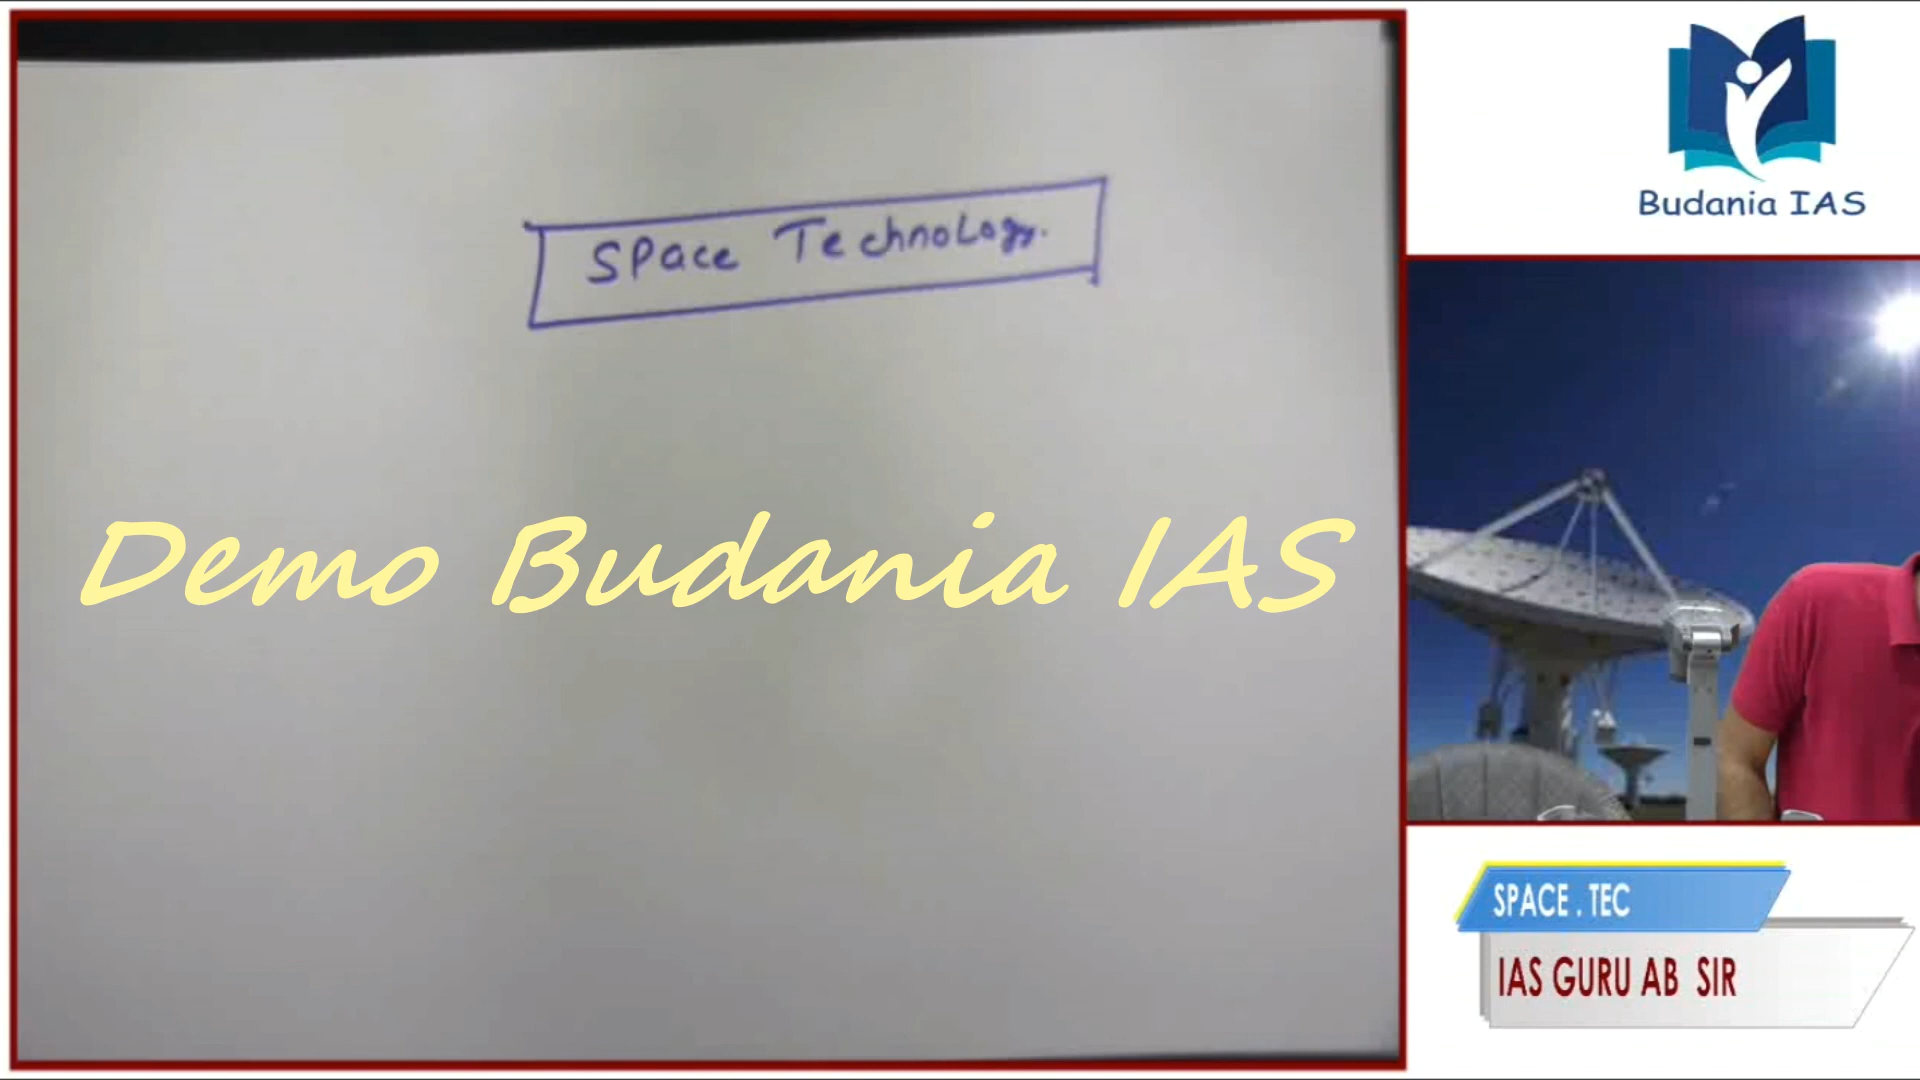 Budania IAS
SPace Technology.
Demo Budania IAS
SPACE . TEC
IAS GURU AB SIR